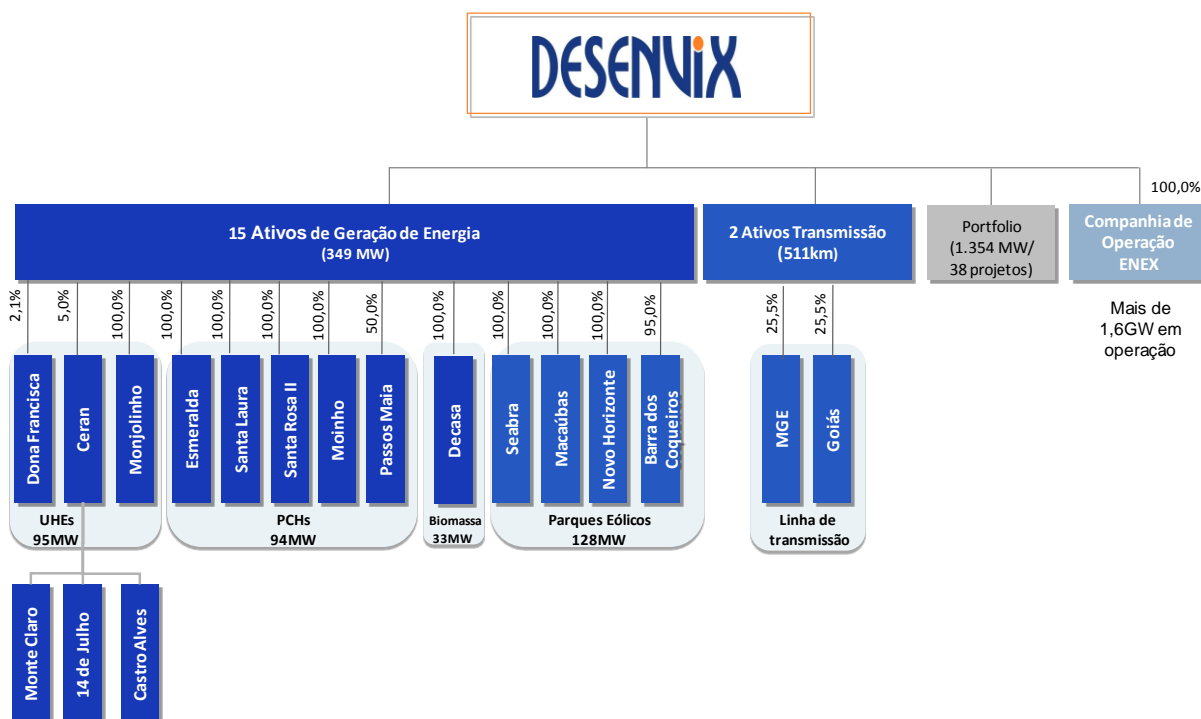 DESENVIX
100,0%
15 Ativos de Geração de Energia
(349 MW)
2 Ativos Transmissão
(511km)
Portfolio
(1.354 MW/
38 projetos)
Companhia de
Operação
ENEX
Mais de
1,6GW em
operação
2,1%
5,0%
100,0%
100,0%
100,0%
100,0%
100,0%
50,0%
100,0%
100,0%
100,0%
100,0%
95,0%
25,5%
25,5%
Dona Francisca
Ceran
Monjolinho
Esmeralda
Santa Laura
Santa Rosa II
Moinho
Passos Maia
Decasa
Seabra
Macaúbas
Novo Horizonte
Barra dos
Coqueiros
MGE
Goiás
UHEs
95MW
PCHs
94MW
Biomassa
33MW
Parques Eólicos
128MW
Linha de
transmissão
Monte Claro
14 de Julho
Castro Alves